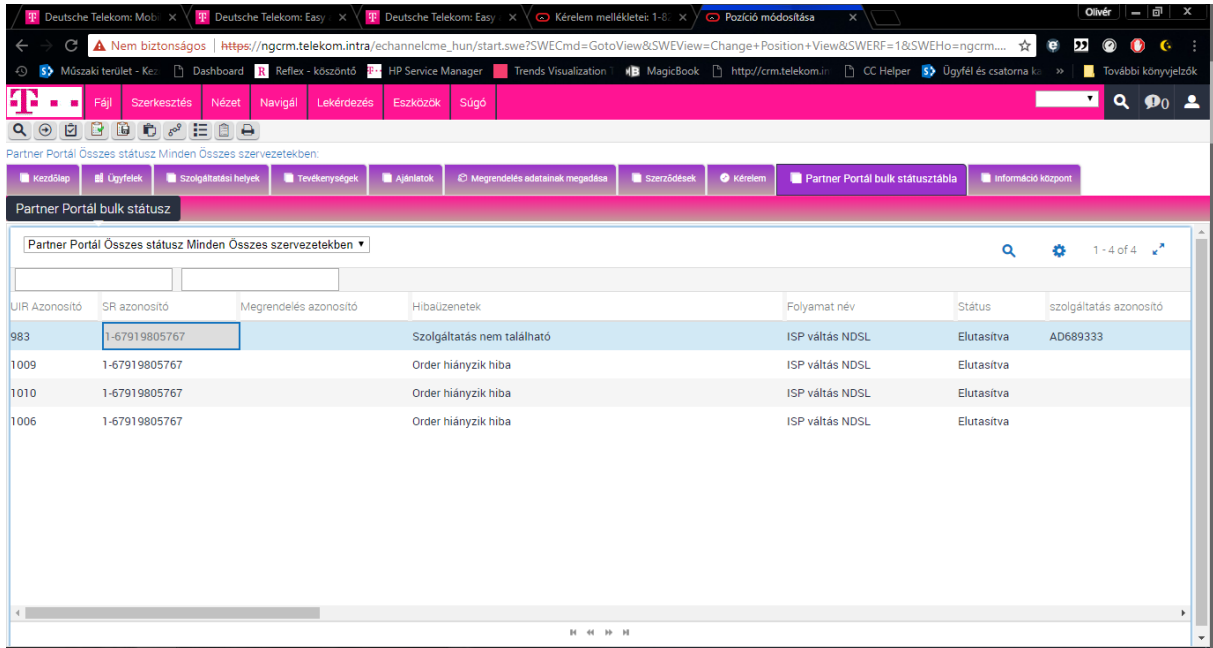 Deutsche Telekom: Mobi Deutsche Telekom: Easy Deutsche Telekom: Easy Kérelem mellékletei: 1-8 Pozíció módosítása Olivér
Nem biztonságos https://ngcrm.telekom.intra/echannelcme_hun/start.swe?SWECmd=GotoView&SWEView=Change+Position+View&SWERF=1&SWEHo=ngcrm....
Műszaki terület - Kez Dashboard Reflex - köszöntő HP Service Manager Trends Visualization T MagicBook http://crm.telekom.in CC Helper Ügyfél és csatorna ka » További könyvjelzők
T Fájl Szerkesztés Nézet Navigál Lekérdezés Eszközök Súgó 0
Partner Portál Összes státusz Minden Összes szervezetekben:
Kezdőlap Ügyfelek Szolgáltatási helyek Tevékenységek Ajánlatok Megrendelés adatainak megadása Szerződések Kérelem Partner Portál bulk státusztábla Információ központ
Partner Portál bulk státusz
Partner Portál Összes státusz Minden Összes szervezetekben 1 - 4 of 4
UIR Azonosító SR azonosító Megrendelés azonosító Hibaüzenetek Folyamat név Státus szolgáltatás azonosító
983 1-67919805767 Szolgáltatás nem található ISP váltás NDSL Elutasítva AD689333
1009 1-67919805767 Order hiányzik hiba ISP váltás NDSL Elutasítva
1010 1-67919805767 Order hiányzik hiba ISP váltás NDSL Elutasítva
1006 1-67919805767 Order hiányzik hiba ISP váltás NDSL Elutasítva